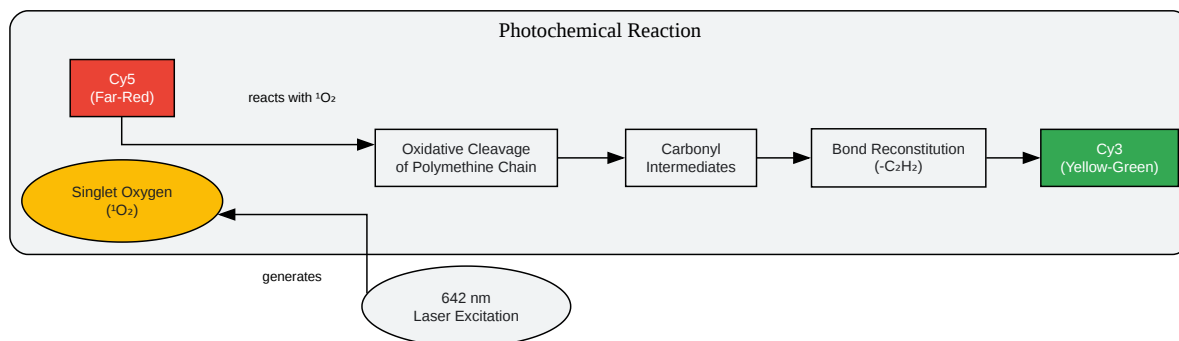 Photochemical Reaction
Cy5
(Far-Red)
reacts with ¹O₂
Oxidative Cleavage
of Polymethine Chain
Carbonyl
Intermediates
Bond Reconstitution
(-C₂H₂)
Cy3
(Yellow-Green)
Singlet Oxygen
(¹O₂)
generates
642 nm
Laser Excitation